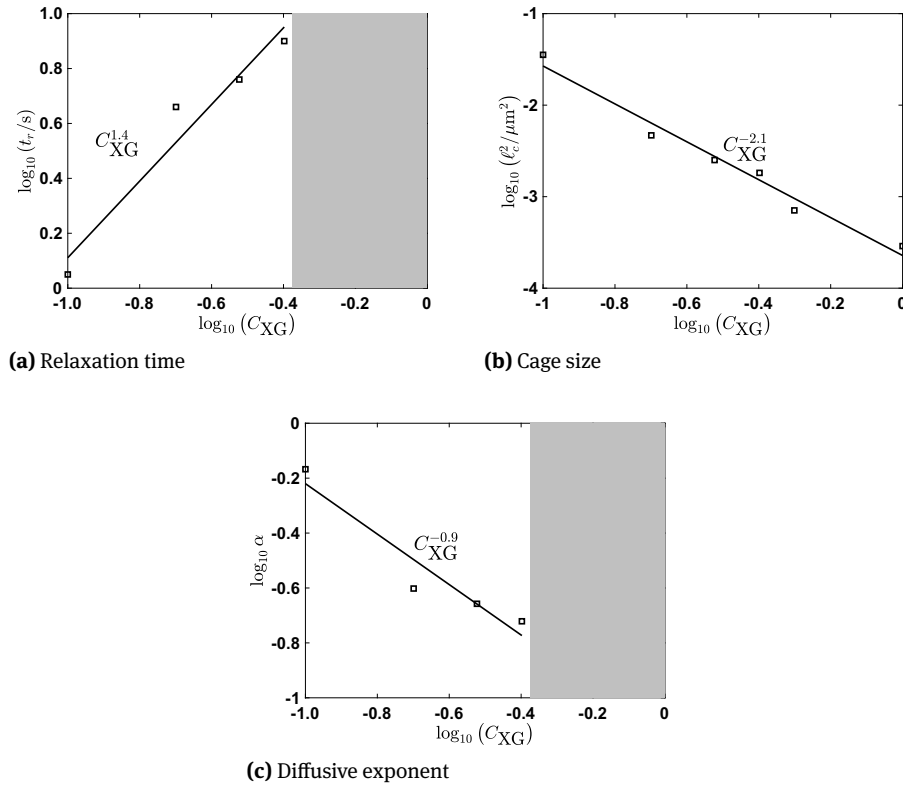 1.0
0.8
0.6
0.4
0.2
0
log₁₀ (tᵣ/s)
C_XG^1.4
-1.0 -0.8 -0.6 -0.4 -0.2 0
log₁₀ (C_XG)
(a) Relaxation time
-1
-2
-3
-4
log₁₀ (ℓ_c²/μm²)
C_XG^−2.1
-1 -0.8 -0.6 -0.4 -0.2 0
log₁₀ (C_XG)
(b) Cage size
0
-0.2
-0.4
-0.6
-0.8
-1
log₁₀ α
C_XG^−0.9
-1.0 -0.8 -0.6 -0.4 -0.2 0
log₁₀ (C_XG)
(c) Diffusive exponent